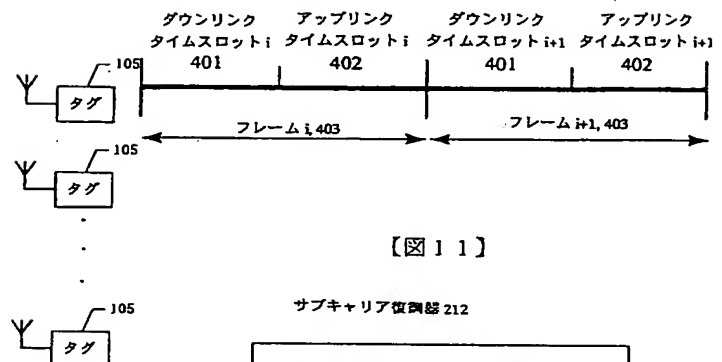 ダウンリンク アップリンク ダウンリンク アップリンク
タイムスロット i タイムスロット i タイムスロット i+1 タイムスロット i+1
401 402 401 402
105
タグ
フレーム i, 403 フレーム i+1, 403
105
タグ
【図11】
サブキャリア復調器 212
105
タグ